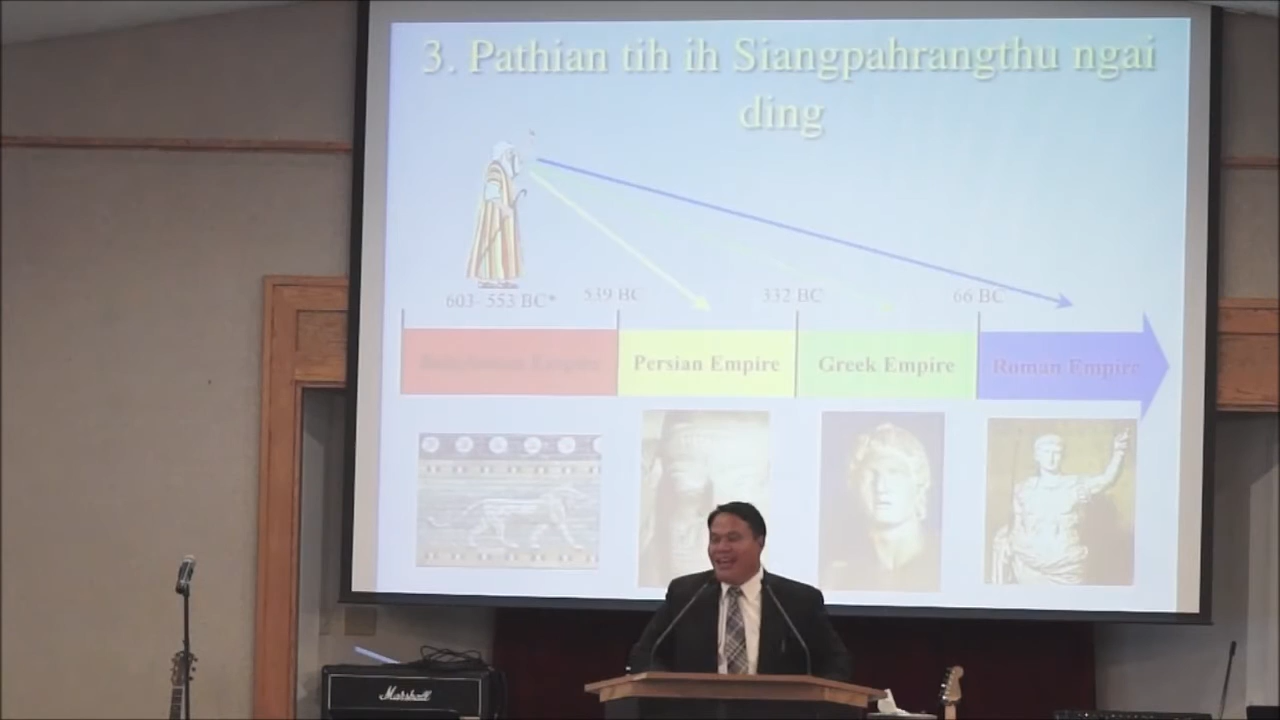 3. Pathian tih ih Siangpahrangthu ngai
ding
603- 553 BC*
539 BC
332 BC
66 BC
Persian Empire
Greek Empire
Roman Empire
Marshall